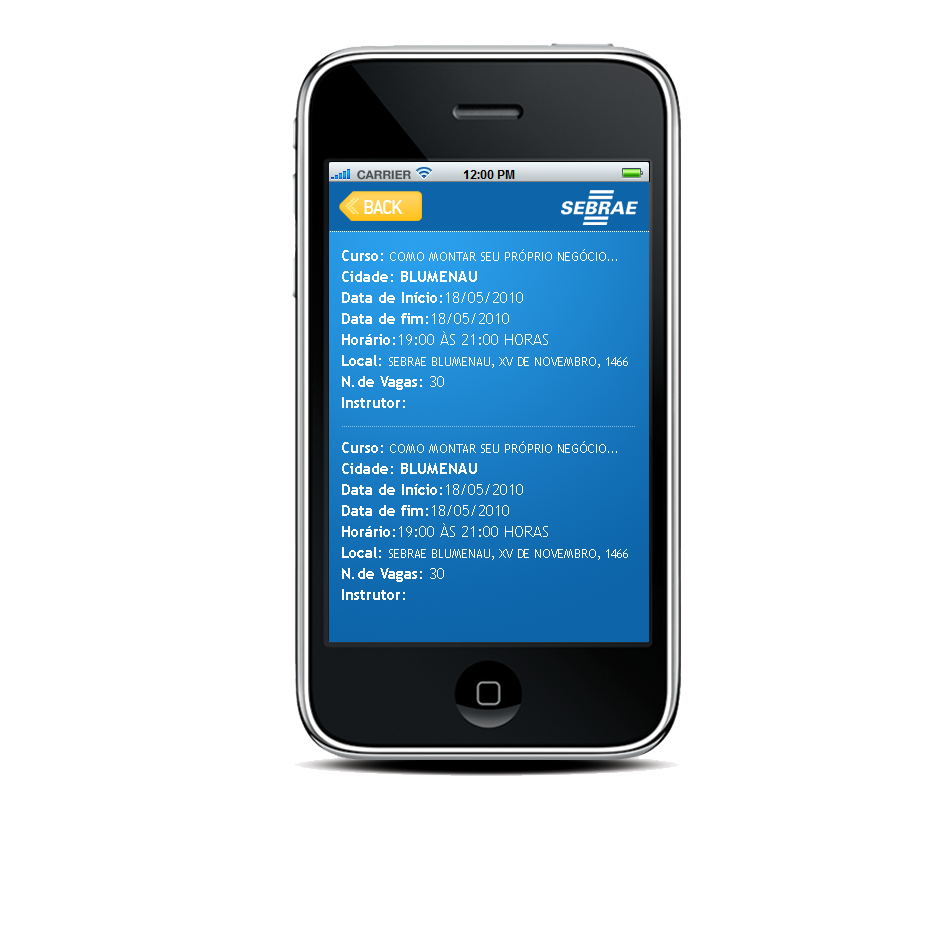 CARRIER 12:00 PM
BACK SEBRAE
Curso: COMO MONTAR SEU PRÓPRIO NEGÓCIO...
Cidade: BLUMENAU
Data de Início:18/05/2010
Data de fim:18/05/2010
Horário:19:00 ÀS 21:00 HORAS
Local: SEBRAE BLUMENAU, XV DE NOVEMBRO, 1466
N.de Vagas: 30
Instrutor:
Curso: COMO MONTAR SEU PRÓPRIO NEGÓCIO...
Cidade: BLUMENAU
Data de Início:18/05/2010
Data de fim:18/05/2010
Horário:19:00 ÀS 21:00 HORAS
Local: SEBRAE BLUMENAU, XV DE NOVEMBRO, 1466
N.de Vagas: 30
Instrutor: